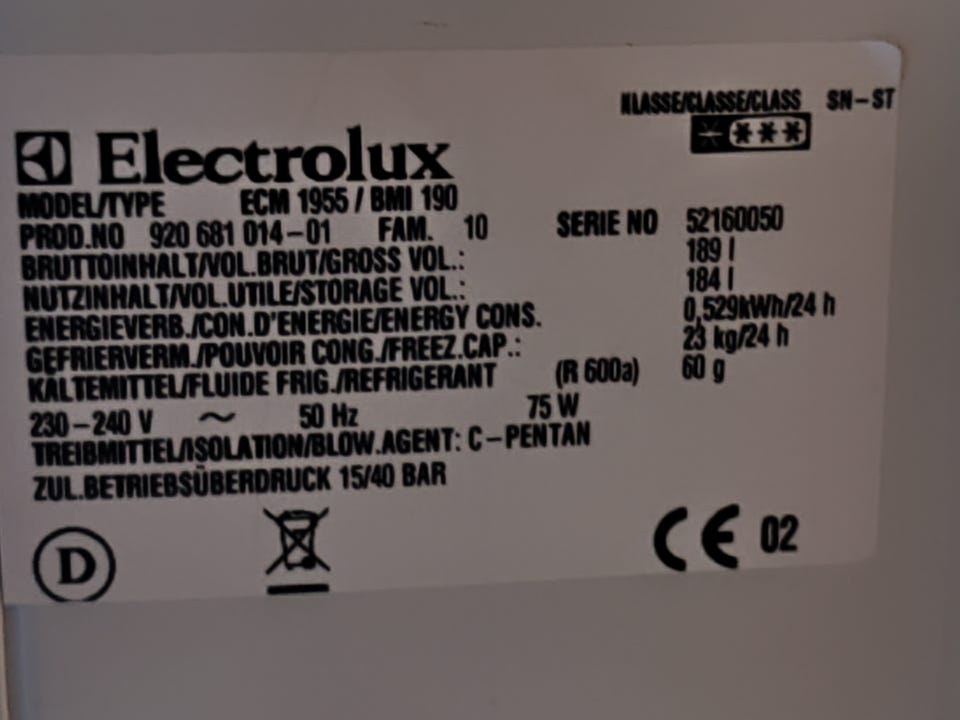 KLASSE/CLASSE/CLASS SN-ST
Electrolux
MODEL/TYPE ECM 1955 / BMI 190
PROD.NO 920 681 014-01 FAM. 10 SERIE NO 52160050
BRUTTOINHALT/VOL.BRUT/GROSS VOL.: 189 l
NUTZINHALT/VOL.UTILE/STORAGE VOL.: 184 l
ENERGIEVERB./CON.D'ENERGIE/ENERGY CONS. 0,529kWh/24 h
GEFRIERVERM./POUVOIR CONG./FREEZ.CAP.: 23 kg/24 h
KÄLTEMITTEL/FLUIDE FRIG./REFRIGERANT (R 600a) 60 g
230-240 V ~ 50 Hz 75 W
TREIBMITTEL/ISOLATION/BLOW.AGENT: C-PENTAN
ZUL.BETRIEBSÜBERDRUCK 15/40 BAR
D CE 02